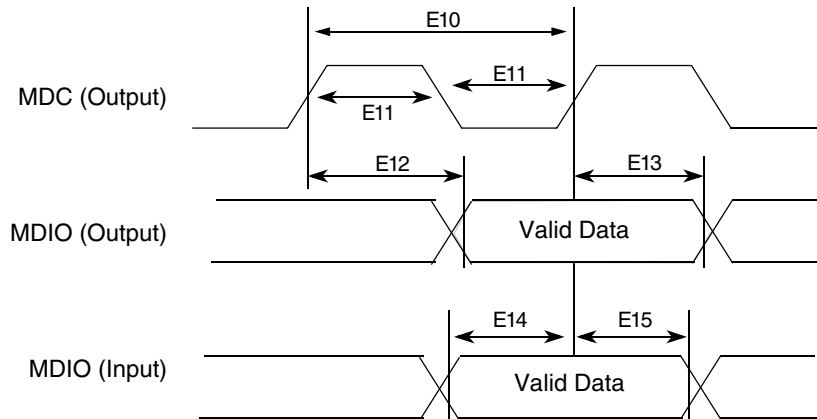 E10
MDC (Output)
E11
E11
E12
E13
MDIO (Output)
Valid Data
E14
E15
MDIO (Input)
Valid Data